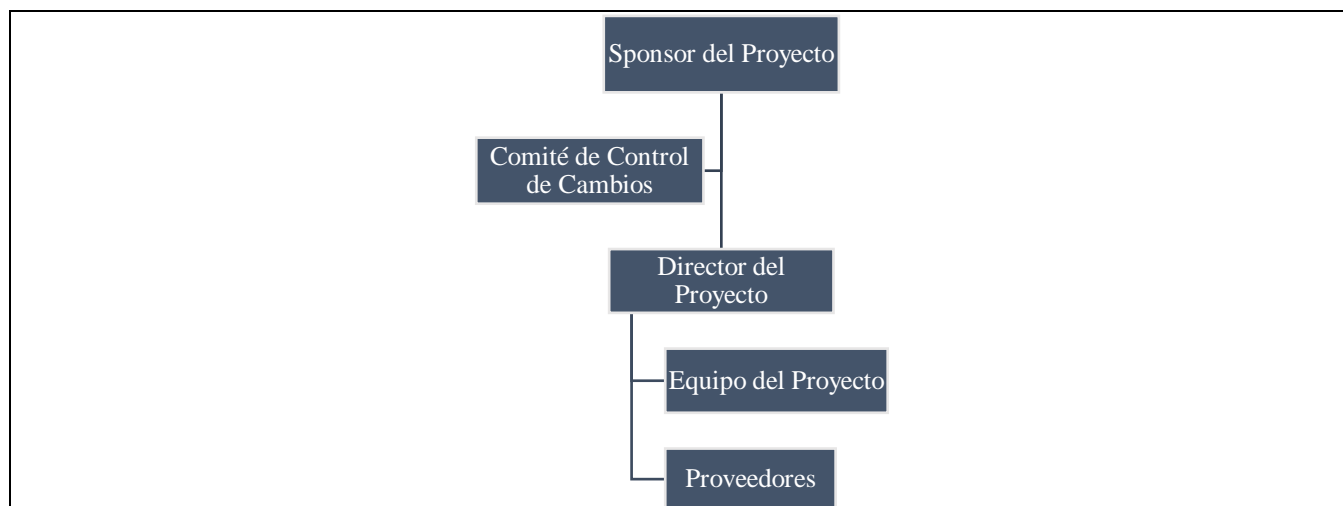 Sponsor del Proyecto
Comité de Control
de Cambios
Director del
Proyecto
Equipo del Proyecto
Proveedores